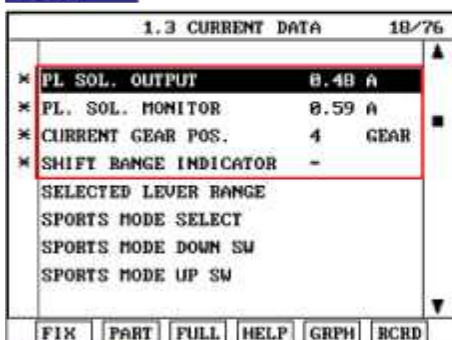 1.3 CURRENT DATA 18/76
* PL SOL. OUTPUT 0.48 A
* PL. SOL. MONITOR 0.59 A
* CURRENT GEAR POS. 4 GEAR
* SHIFT RANGE INDICATOR -
SELECTED LEVER RANGE
SPORTS MODE SELECT
SPORTS MODE DOWN SW
SPORTS MODE UP SW
FIX PART FULL HELP GRPH RCRD